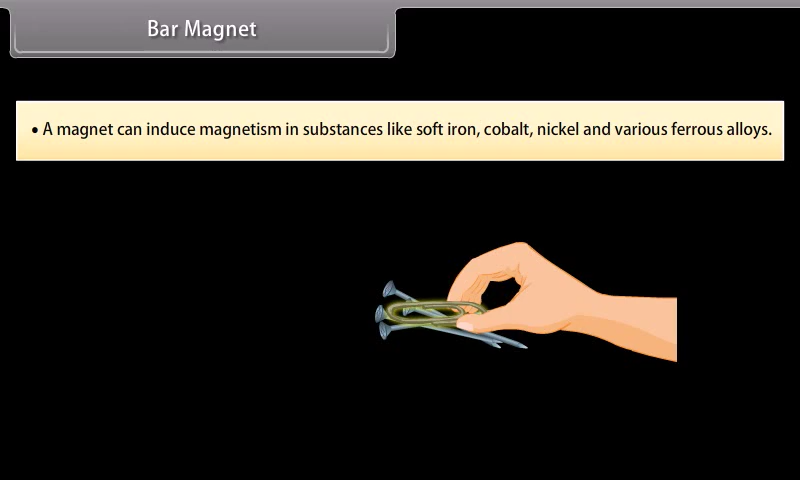 Bar Magnet
• A magnet can induce magnetism in substances like soft iron, cobalt, nickel and various ferrous alloys.